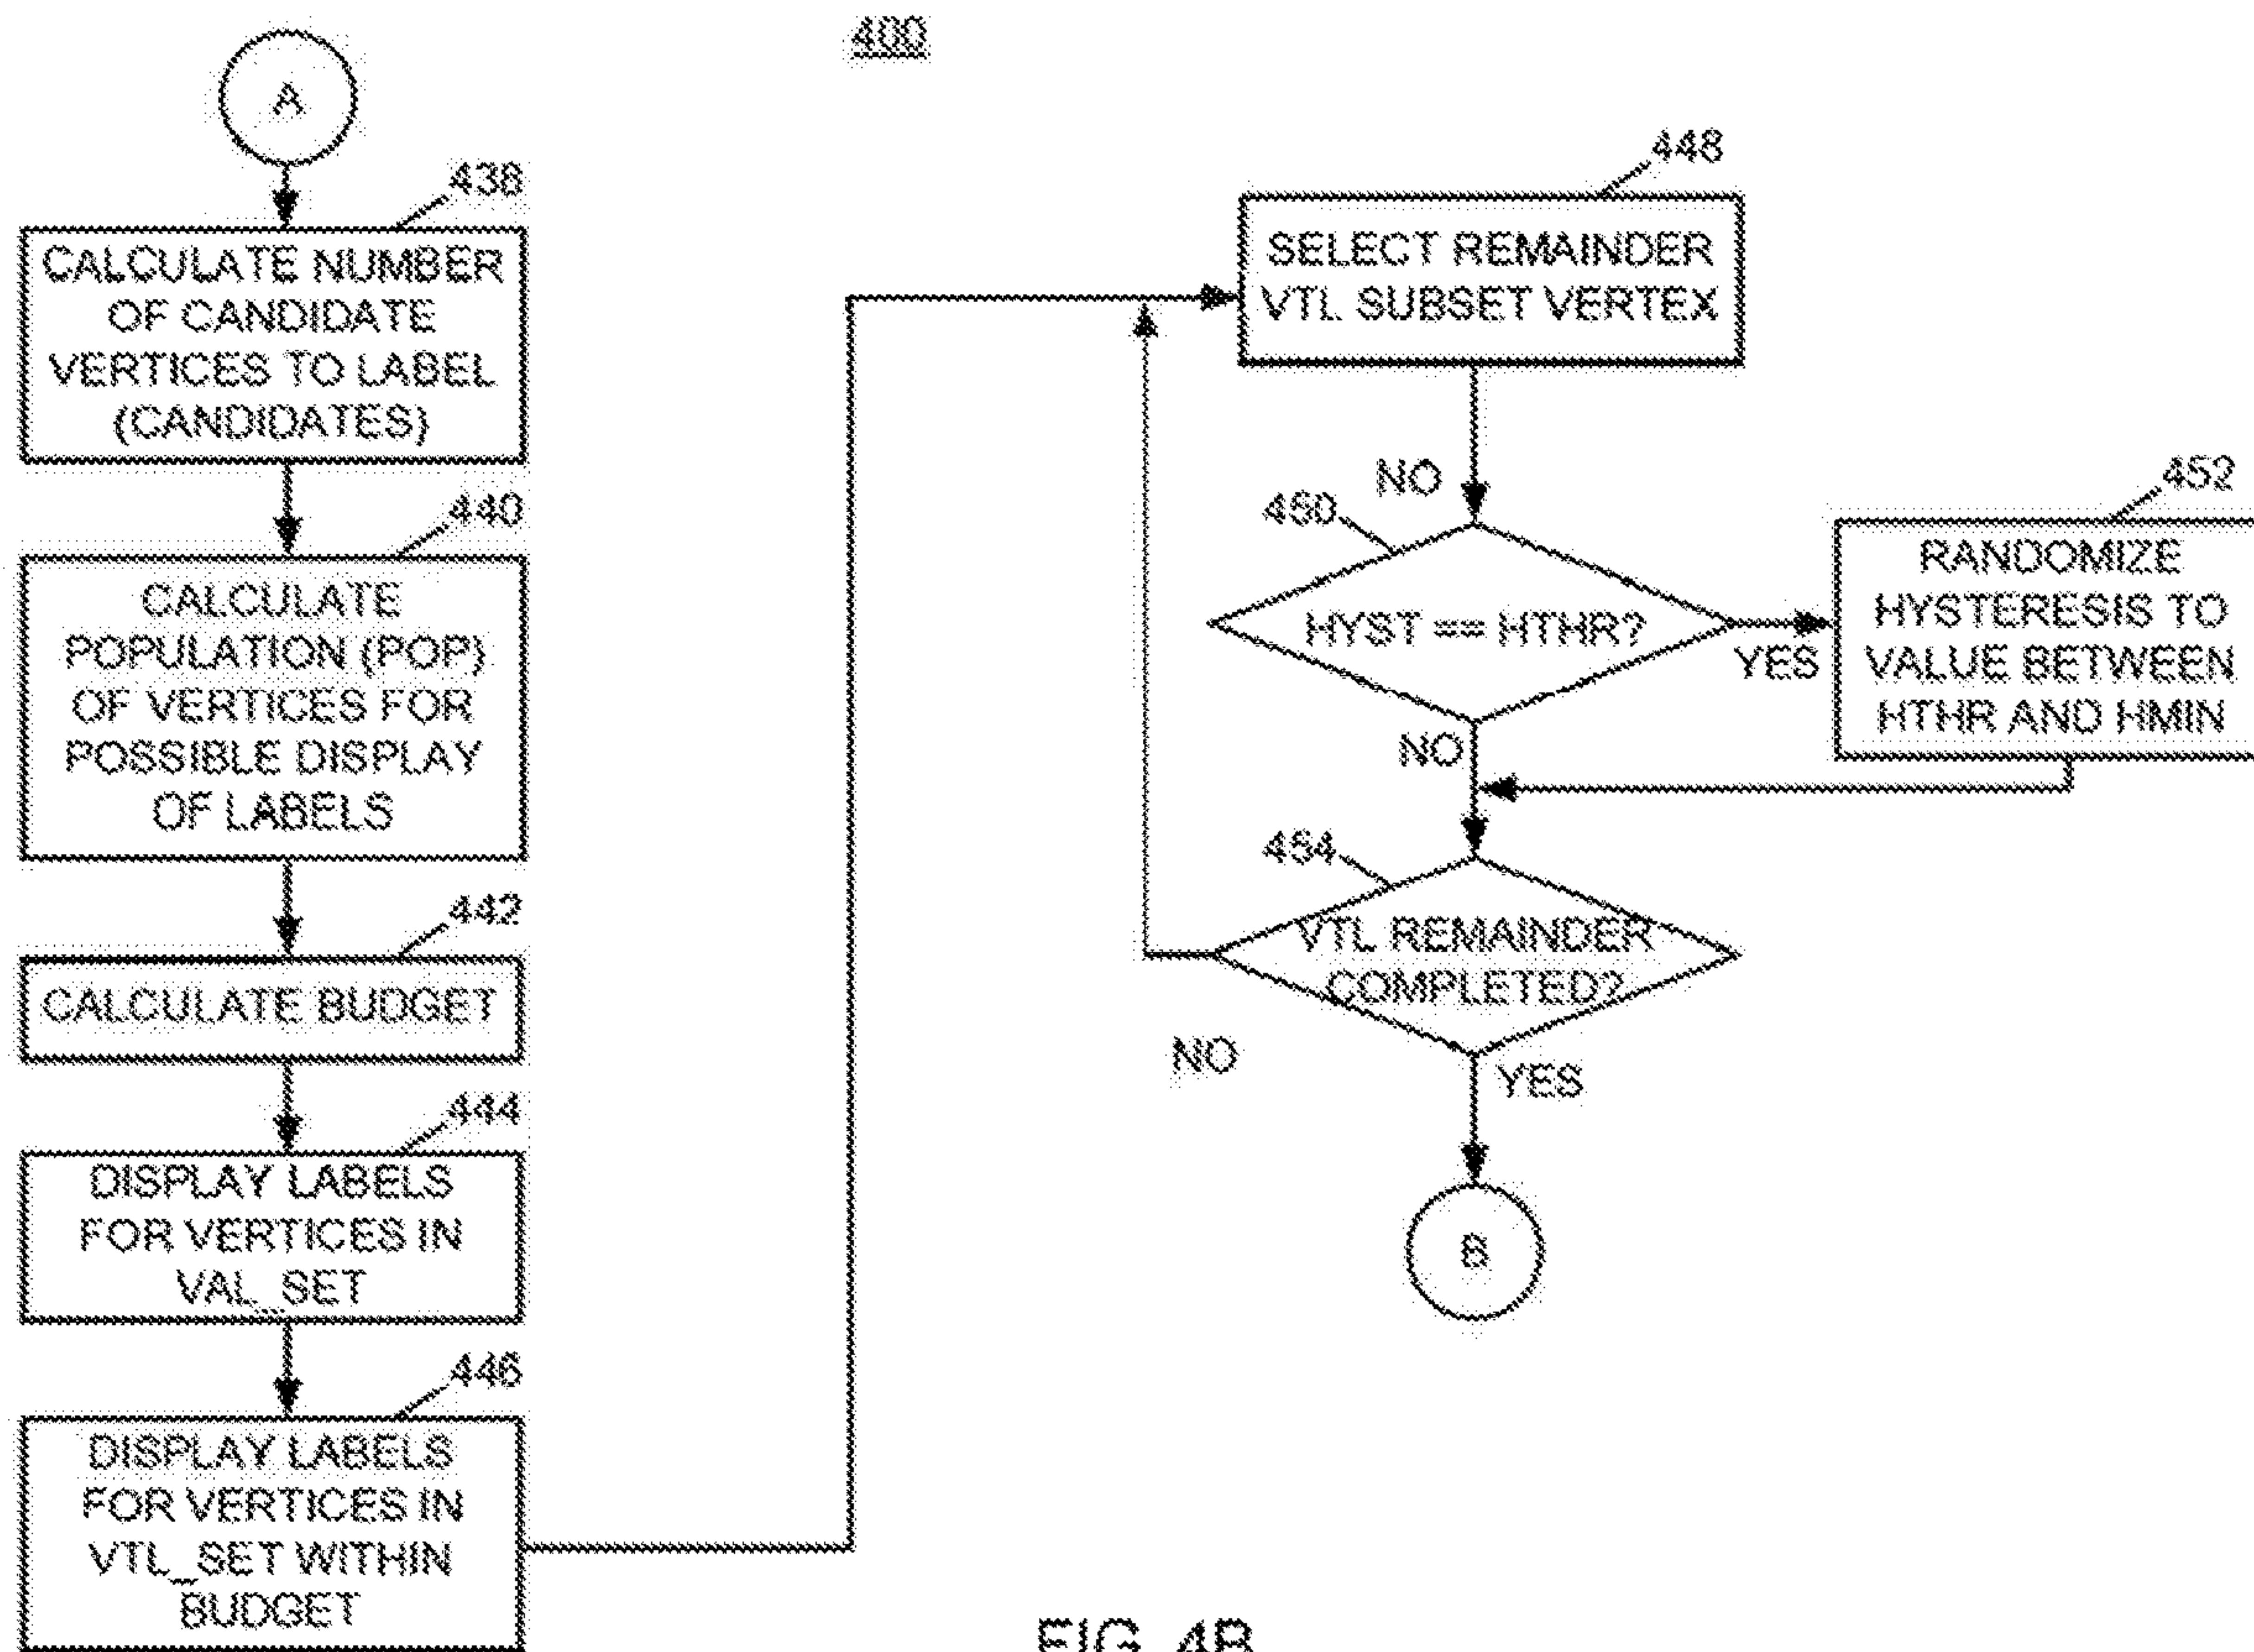 400
A
438
CALCULATE NUMBER
OF CANDIDATE
VERTICES TO LABEL
(CANDIDATES)
440
CALCULATE
POPULATION (POP)
OF VERTICES FOR
POSSIBLE DISPLAY
OF LABELS
442
CALCULATE BUDGET
444
DISPLAY LABELS
FOR VERTICES IN
VAL_SET
446
DISPLAY LABELS
FOR VERTICES IN
VTL_SET WITHIN
BUDGET
448
SELECT REMAINDER
VTL SUBSET VERTEX
NO
450
HYST == HTHR?
YES
NO
452
RANDOMIZE
HYSTERESIS TO
VALUE BETWEEN
HTHR AND HMIN
454
VTL REMAINDER
COMPLETED?
NO
YES
B
FIG. 4B